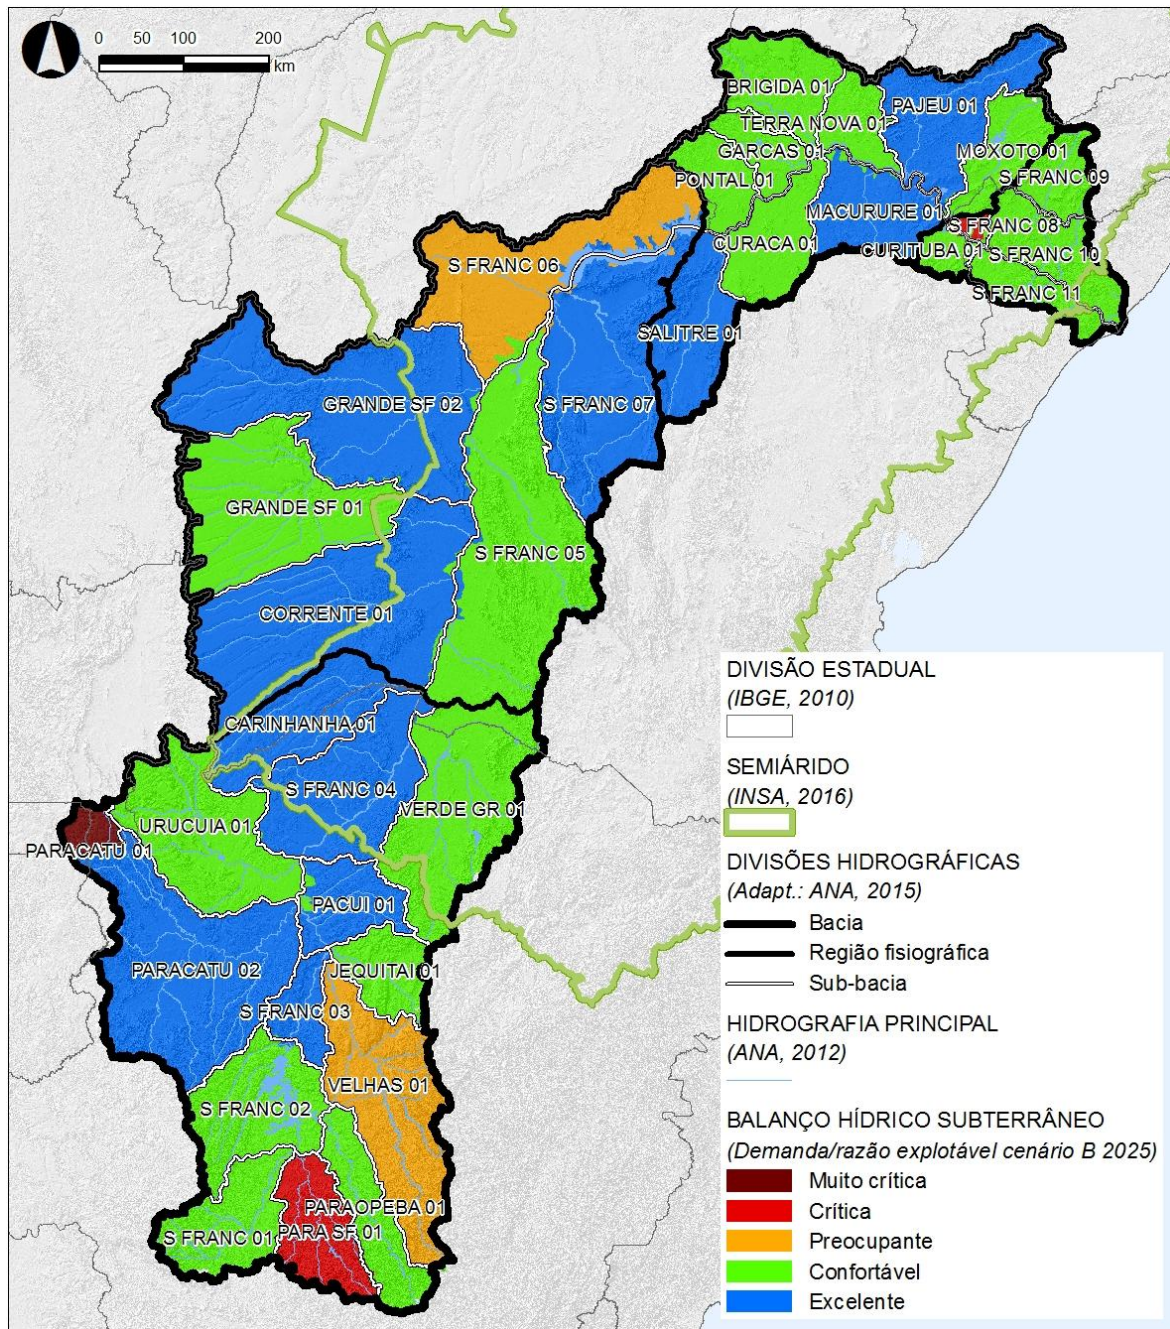 0 50 100 200
km
BRIGIDA 01
PAJEU 01
TERRA NOVA 01
GARCAS 01
MOXOTO 01
PONTAL 01
S FRANC 09
MACURURE 01
S FRANC 08
CURACA 01
CURITUBA 01
S FRANC 10
S FRANC 06
S FRANC 11
SALITRE 01
GRANDE SF 02
S FRANC 07
GRANDE SF 01
S FRANC 05
CORRENTE 01
CARINHANHA 01
S FRANC 04
VERDE GR 01
URUCUIA 01
PARACATU 01
PACUI 01
PARACATU 02
JEQUITAI 01
S FRANC 03
VELHAS 01
S FRANC 02
PARAOPEBA 01
S FRANC 01
PARA SF 01
DIVISÃO ESTADUAL
(IBGE, 2010)
SEMIÁRIDO
(INSA, 2016)
DIVISÕES HIDROGRÁFICAS
(Adapt.: ANA, 2015)
Bacia
Região fisiográfica
Sub-bacia
HIDROGRAFIA PRINCIPAL
(ANA, 2012)
BALANÇO HÍDRICO SUBTERRÂNEO
(Demanda/razão explotável cenário B 2025)
Muito crítica
Crítica
Preocupante
Confortável
Excelente